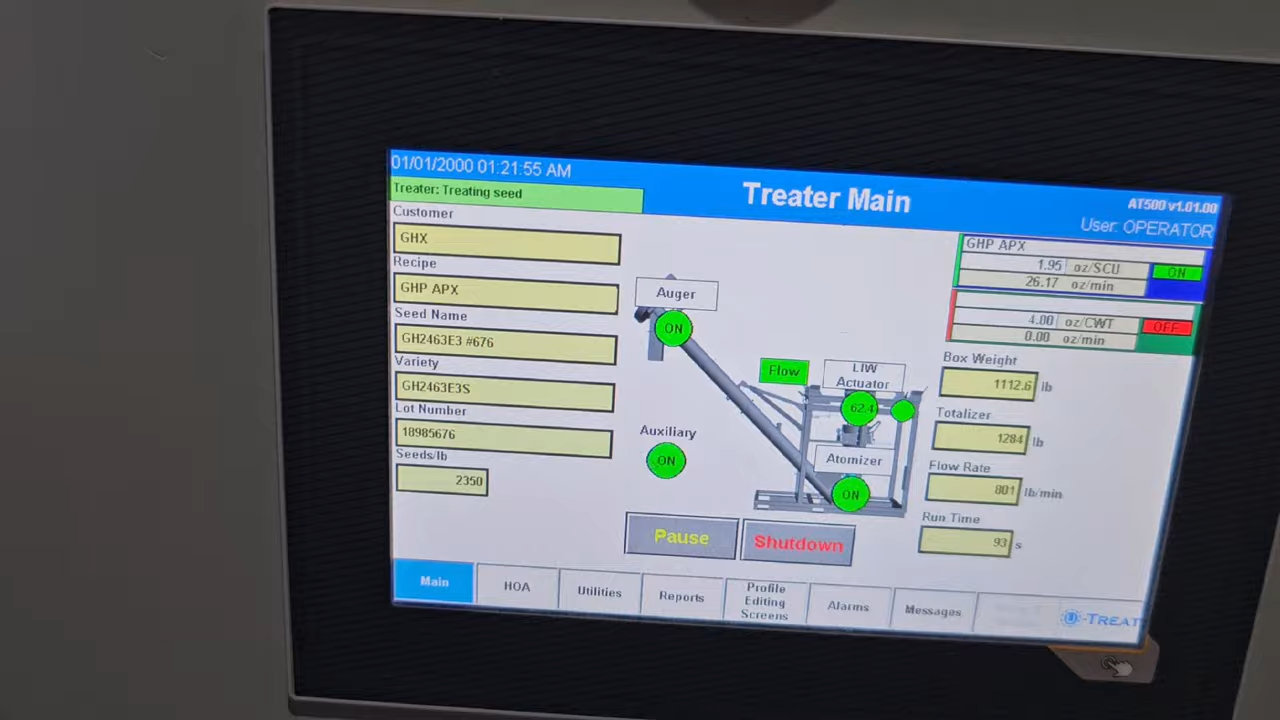 01/01/2000 01:21:55 AM
Treater: Treating seed
Treater Main
AT500 v1.01.00
User: OPERATOR
Customer
GHX
Recipe
GHP APX
Seed Name
GH2463E3 #676
Variety
GH2463E3S
Lot Number
18985676
Seeds/lb
2350
Auger
ON
Auxiliary
ON
Flow
LIW
Actuator
62.4
Atomizer
ON
Pause
Shutdown
GHP APX
1.95 oz/SCU
ON
26.17 oz/min
4.00 oz/CWT
OFF
0.00 oz/min
Box Weight
1112.6 lb
Totalizer
1284 lb
Flow Rate
801 lb/min
Run Time
93 s
Main
HOA
Utilities
Reports
Profile
Editing
Screens
Alarms
Messages
U-TREAT